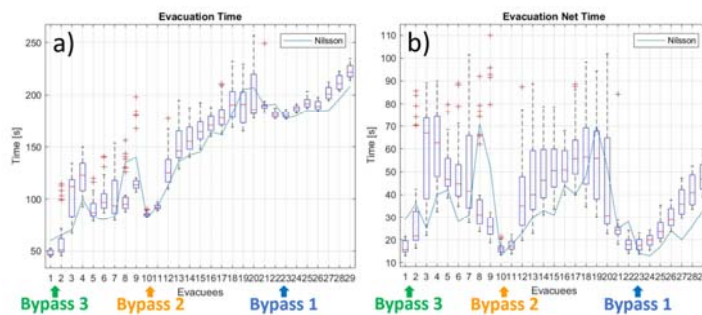 Evacuation Time
a)
Nilsson
250
200
150
100
50
Time [s]
1 2 3 4 5 6 7 8 9 10 11 12 13 14 15 16 17 18 19 20 21 22 23 24 25 26 27 28 29
Evacuees
Bypass 3
Bypass 2
Bypass 1
Evacuation Net Time
b)
Nilsson
110
100
90
80
70
60
50
40
30
20
10
Time [s]
1 2 3 4 5 6 7 8 9 10 11 12 13 14 15 16 17 18 19 20 21 22 23 24 25 26 27 28 29
Evacuees
Bypass 3
Bypass 2
Bypass 1